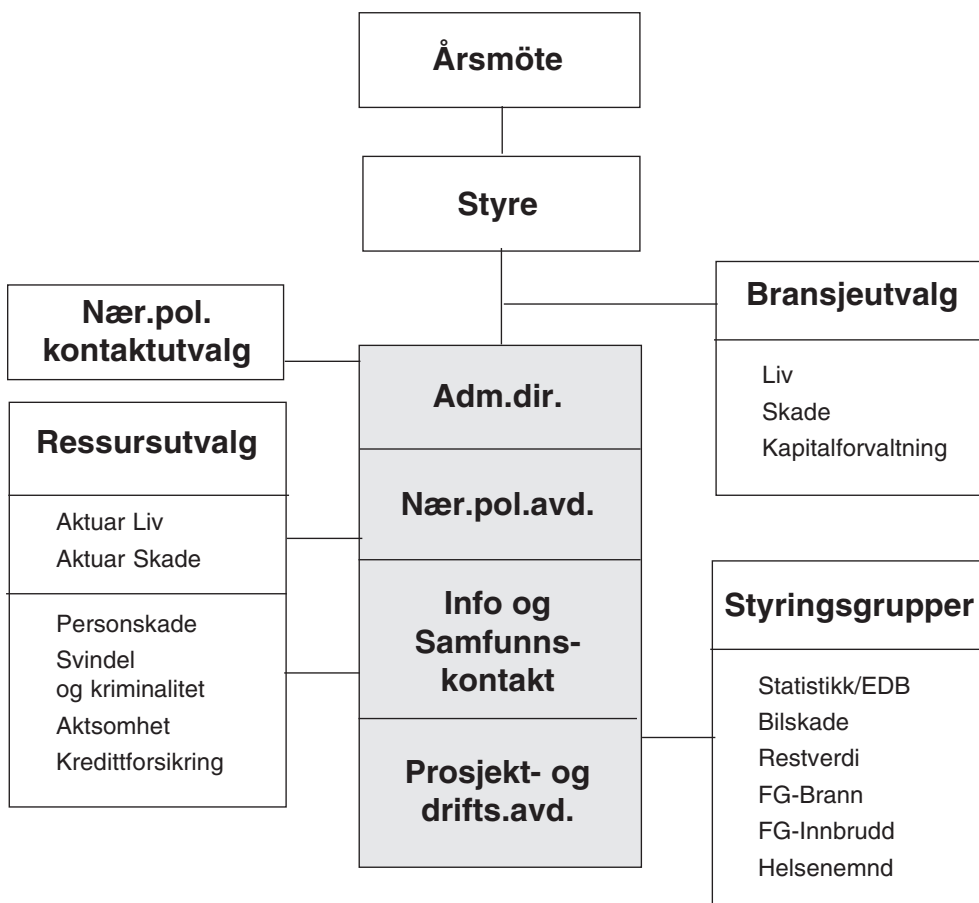 Årsmöte
Styre
Nær.pol.
kontaktutvalg
Bransjeutvalg
Liv
Skade
Kapitalforvaltning
Ressursutvalg
Aktuar Liv
Aktuar Skade
Personskade
Svindel
og kriminalitet
Aktsomhet
Kredittforsikring
Adm.dir.
Nær.pol.avd.
Info og
Samfunns-
kontakt
Prosjekt- og
drifts.avd.
Styringsgrupper
Statistikk/EDB
Bilskade
Restverdi
FG-Brann
FG-Innbrudd
Helsenemnd